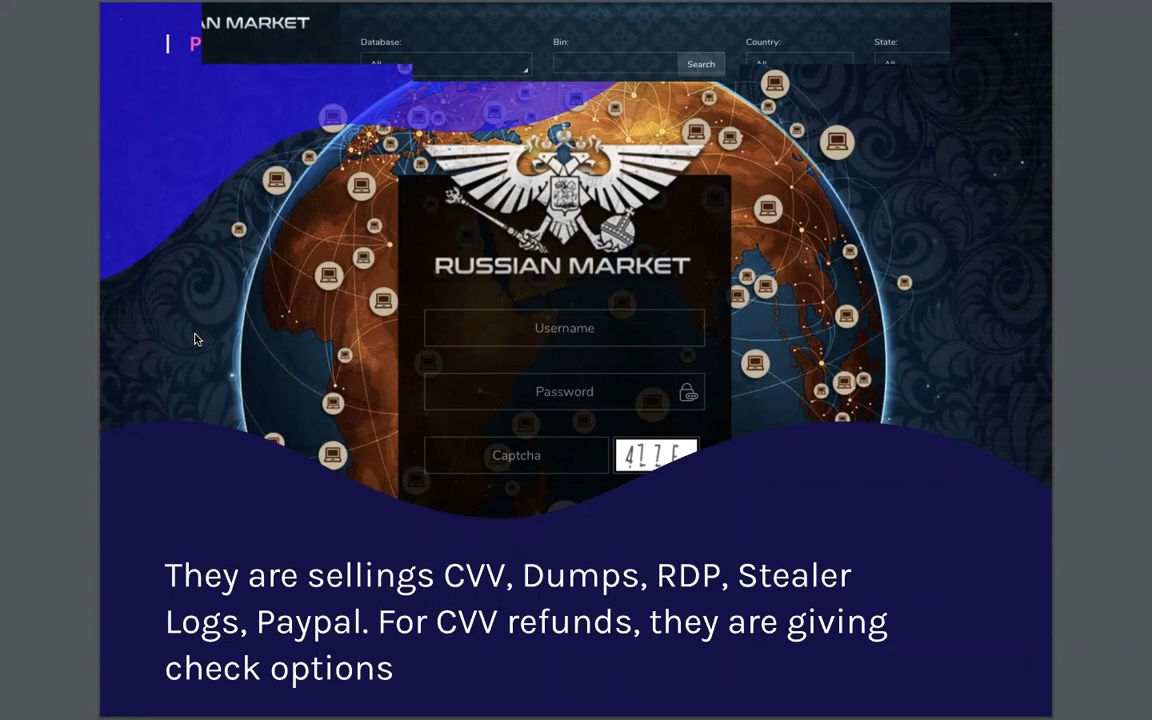 AN MARKET
| P
Database:
Bin:
Country:
State:
Search
RUSSIAN MARKET
Username
Password
Captcha
They are sellings CVV, Dumps, RDP, Stealer
Logs, Paypal. For CVV refunds, they are giving
check options